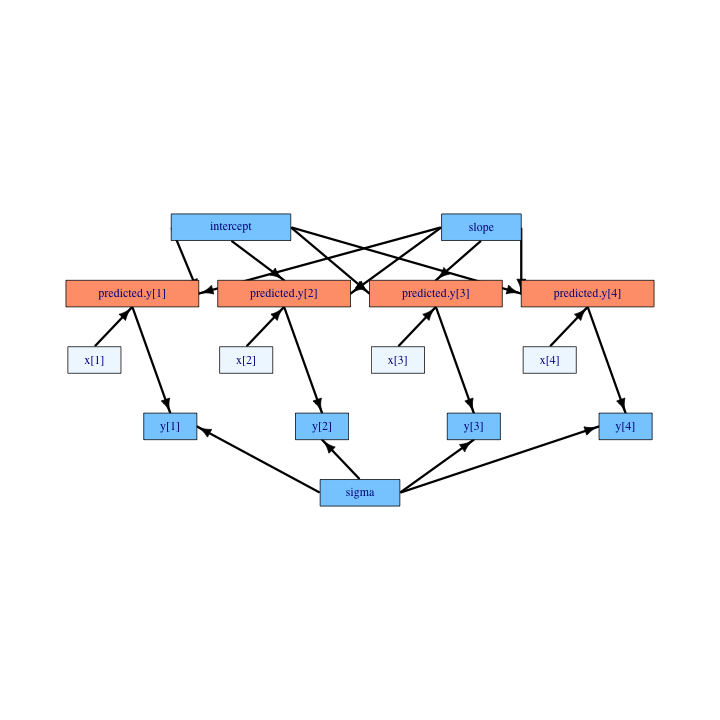 intercept
slope
predicted.y[1]
predicted.y[2]
predicted.y[3]
predicted.y[4]
x[1]
x[2]
x[3]
x[4]
y[1]
y[2]
y[3]
y[4]
sigma